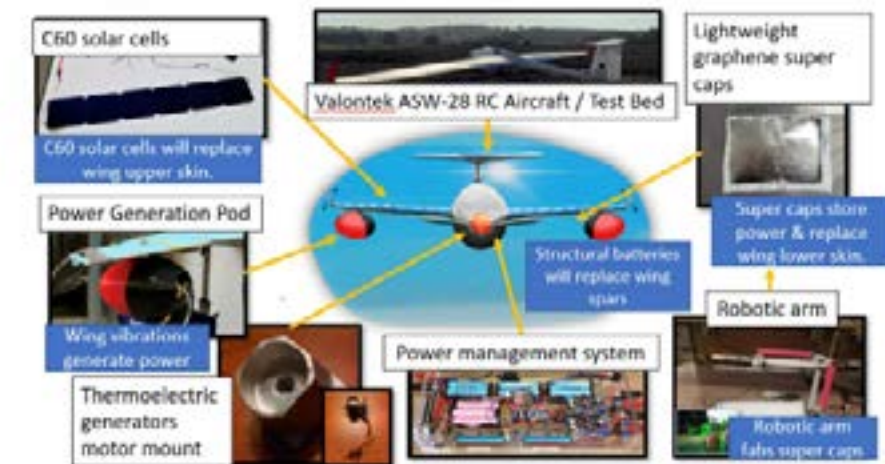 C60 solar cells
C60 solar cells will replace
wing upper skin.
Valontek ASW-28 RC Aircraft / Test Bed
Lightweight
graphene super
caps
Super caps store
power & replace
wing lower skin.
Power Generation Pod
Wing vibrations
generate power
Structural batteries
will replace wing
spars
Thermoelectric
generators
motor mount
Power management system
Robotic arm
Robotic arm
fabs super caps